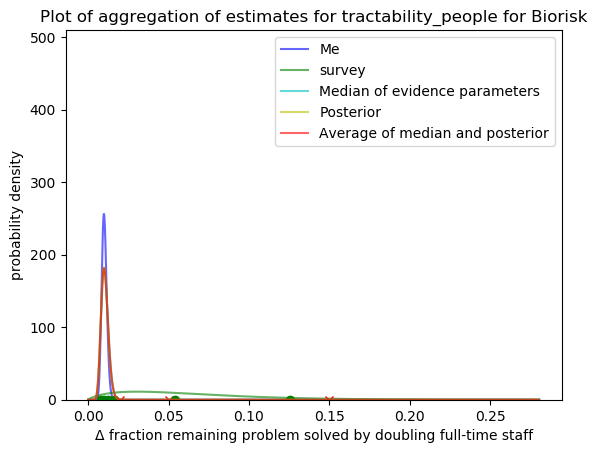 Plot of aggregation of estimates for tractability_people for Biorisk
500
400
300
200
100
0
probability density
Me
survey
Median of evidence parameters
Posterior
Average of median and posterior
0.00 0.05 0.10 0.15 0.20 0.25
Δ fraction remaining problem solved by doubling full-time staff